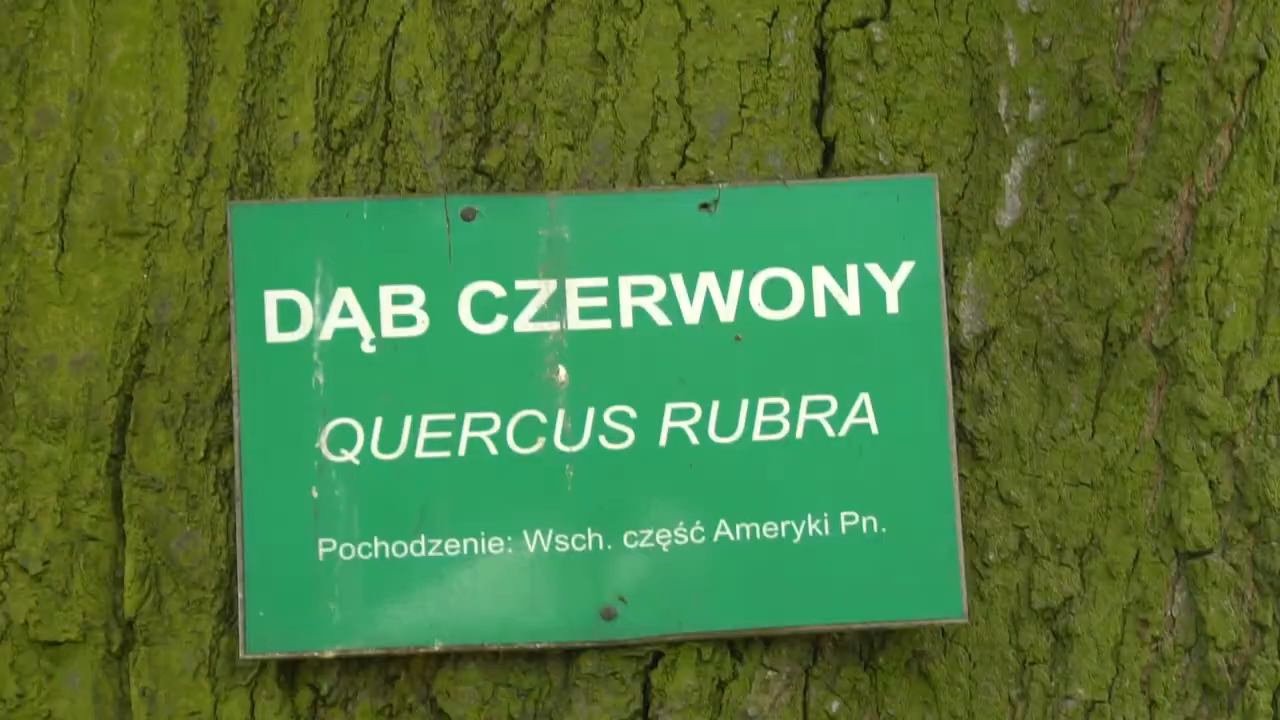 DĄB CZERWONY
QUERCUS RUBRA
Pochodzenie: Wsch. część Ameryki Pn.